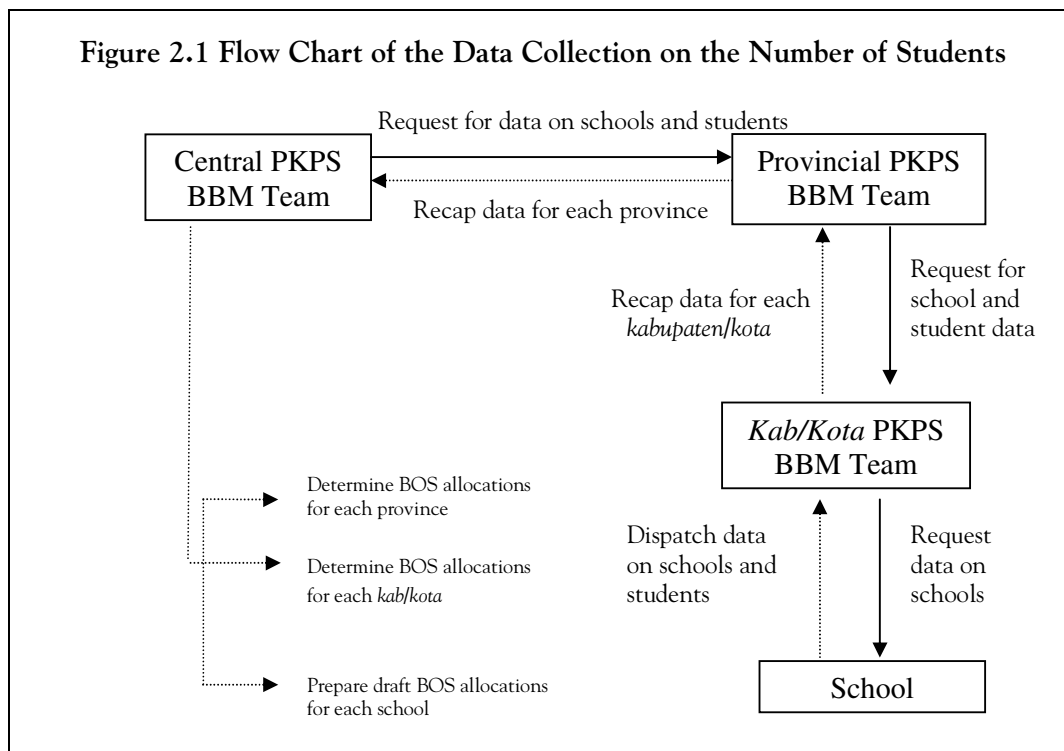 Figure 2.1 Flow Chart of the Data Collection on the Number of Students
Request for data on schools and students
Central PKPS
BBM Team
Provincial PKPS
BBM Team
Recap data for each province
Recap data for each
kabupaten/kota
Request for
school and
student data
Kab/Kota PKPS
BBM Team
Determine BOS allocations
for each province
Determine BOS allocations
for each kab/kota
Prepare draft BOS allocations
for each school
Dispatch data
on schools and
students
Request
data on
schools
School